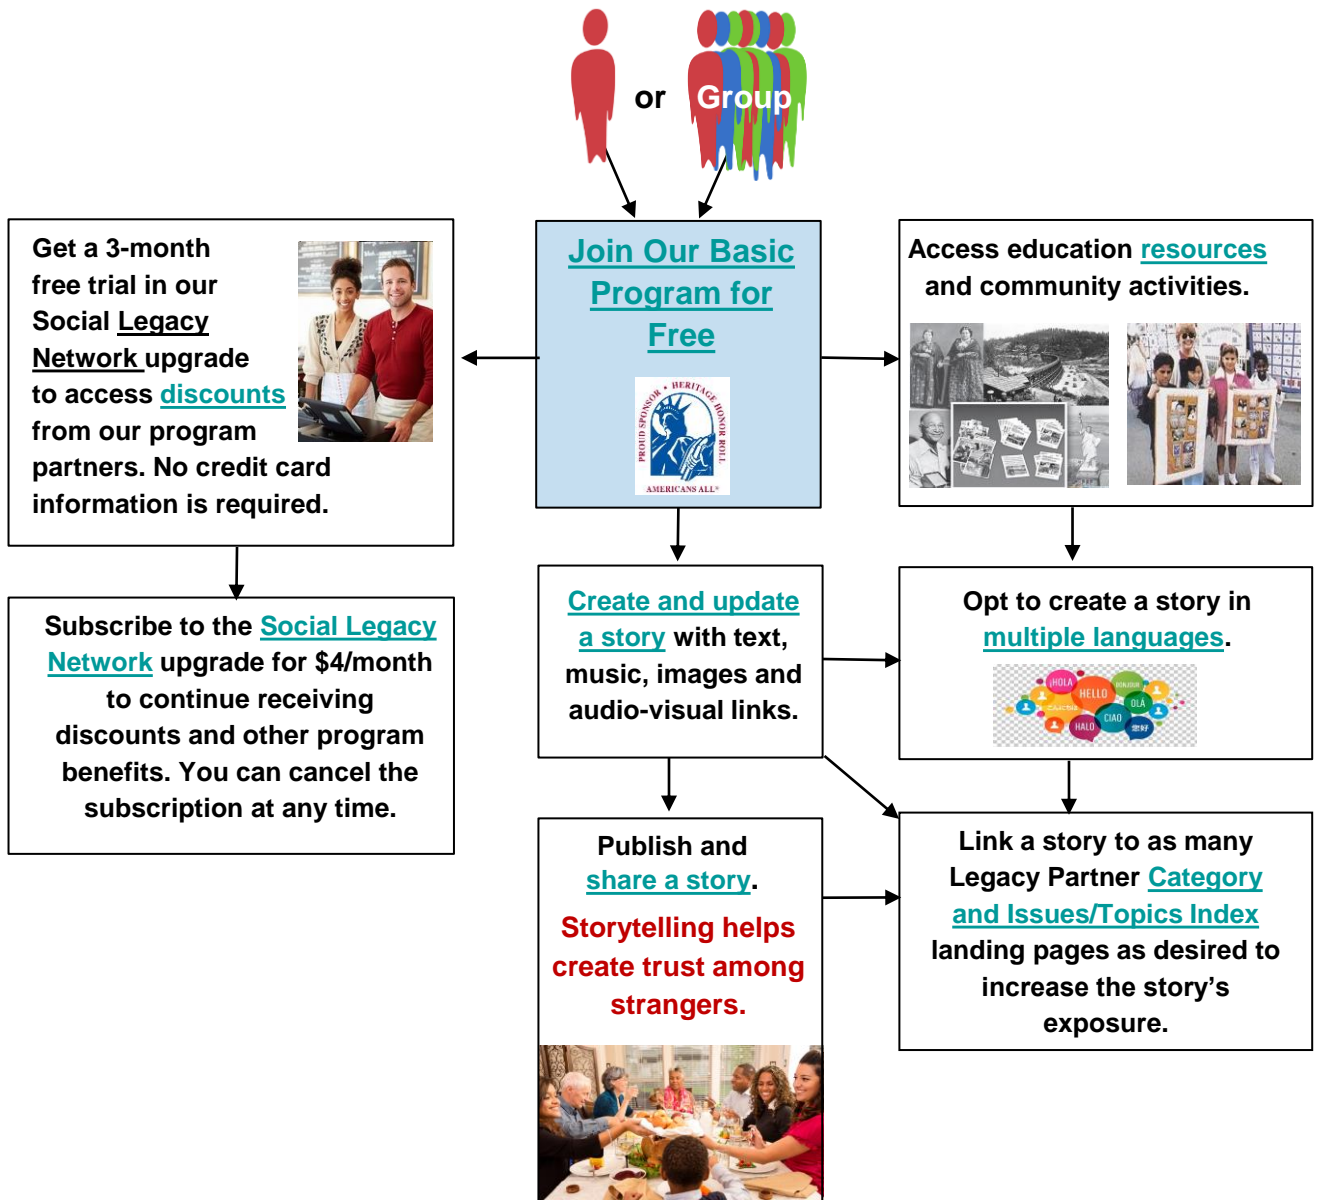 or
Group
Get a 3-month
free trial in our
Social Legacy
Network upgrade
to access discounts
from our program
partners. No credit card
information is required.
Join Our Basic
Program for
Free
PROUD SPONSOR • HERITAGE HONOR ROLL
AMERICANS ALL®
Access education resources
and community activities.
Subscribe to the Social Legacy
Network upgrade for $4/month
to continue receiving
discounts and other program
benefits. You can cancel the
subscription at any time.
Create and update
a story with text,
music, images and
audio-visual links.
Opt to create a story in
multiple languages.
¡HOLA
HELLO
BONJOUR
OLÁ
CIAO
HALO
您好
Publish and
share a story.
Storytelling helps
create trust among
strangers.
Link a story to as many
Legacy Partner Category
and Issues/Topics Index
landing pages as desired to
increase the story’s
exposure.